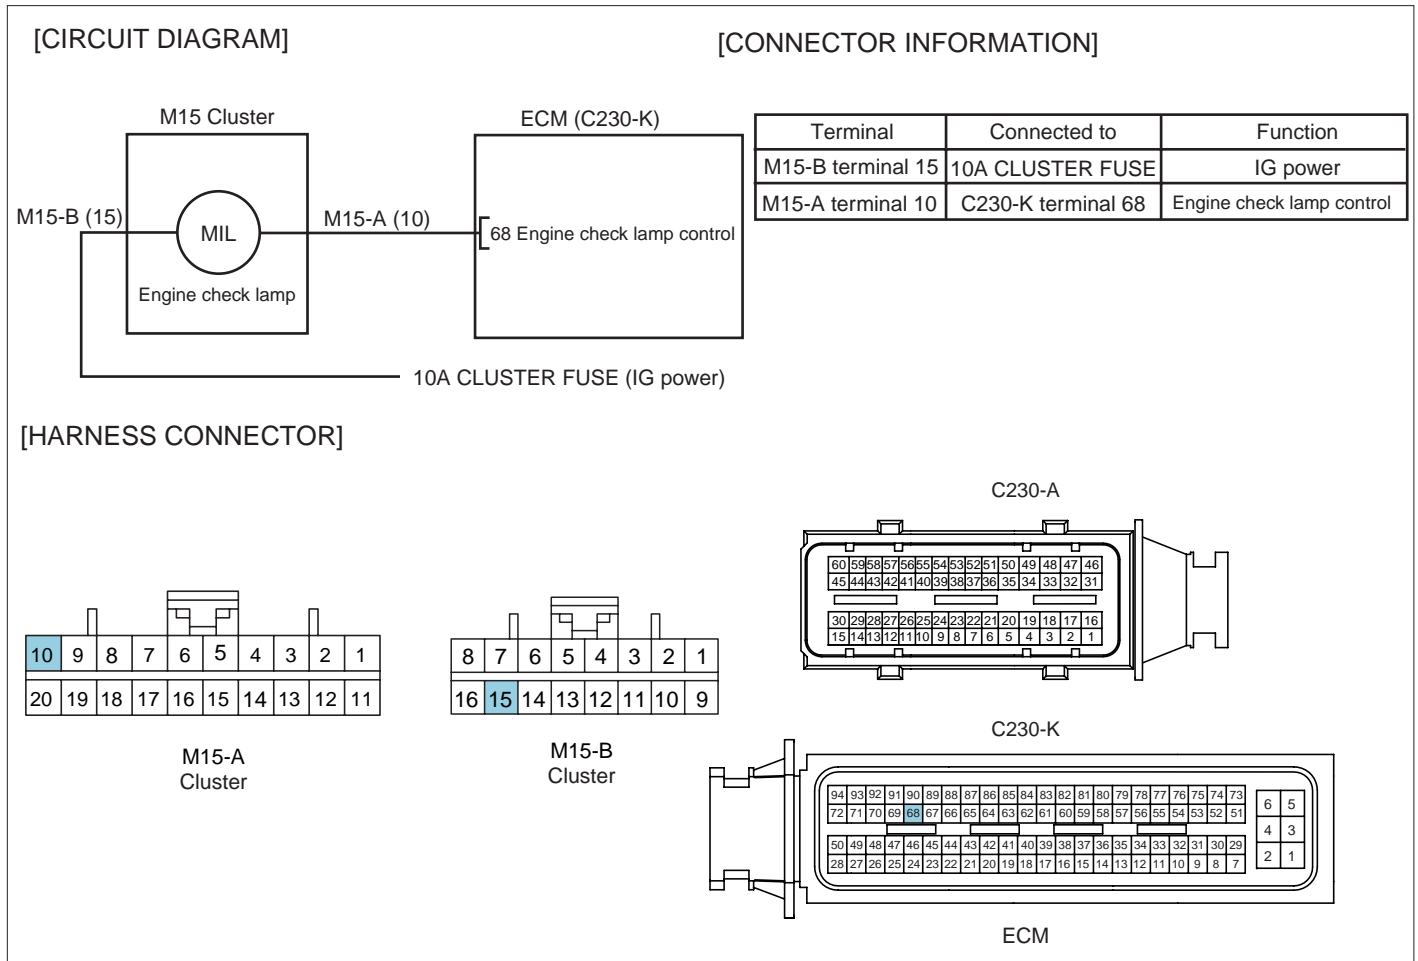 [CIRCUIT DIAGRAM]
[CONNECTOR INFORMATION]
M15 Cluster
ECM (C230-K)
Terminal Connected to Function
M15-B terminal 15 10A CLUSTER FUSE IG power
M15-A terminal 10 C230-K terminal 68 Engine check lamp control
M15-B (15)
MIL
M15-A (10)
68 Engine check lamp control
Engine check lamp
10A CLUSTER FUSE (IG power)
[HARNESS CONNECTOR]
C230-A
60 59 58 57 56 55 54 53 52 51 50 49 48 47 46
45 44 43 42 41 40 39 38 37 36 35 34 33 32 31
30 29 28 27 26 25 24 23 22 21 20 19 18 17 16
15 14 13 12 11 10 9 8 7 6 5 4 3 2 1
10 9 8 7 6 5 4 3 2 1
20 19 18 17 16 15 14 13 12 11
M15-A
Cluster
8 7 6 5 4 3 2 1
16 15 14 13 12 11 10 9
M15-B
Cluster
C230-K
94 93 92 91 90 89 88 87 86 85 84 83 82 81 80 79 78 77 76 75 74 73
72 71 70 69 68 67 66 65 64 63 62 61 60 59 58 57 56 55 54 53 52 51
50 49 48 47 46 45 44 43 42 41 40 39 38 37 36 35 34 33 32 31 30 29
28 27 26 25 24 23 22 21 20 19 18 17 16 15 14 13 12 11 10 9 8 7
6 5
4 3
2 1
ECM